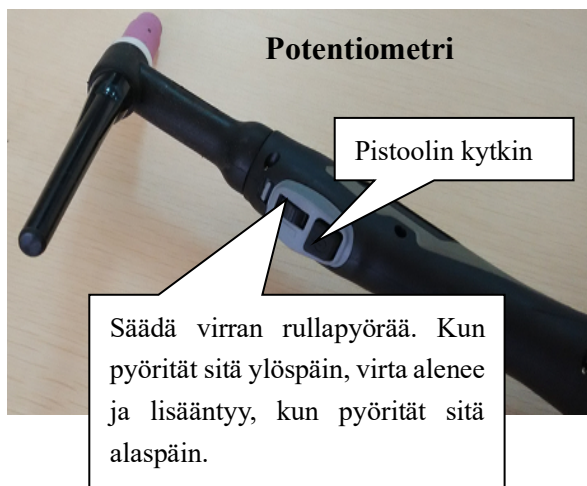 Potentiometri
Pistoolin kytkin
Säädä virran rullapyörää. Kun
pyörität sitä ylöspäin, virta alenee
ja lisääntyy, kun pyörität sitä
alaspäin.